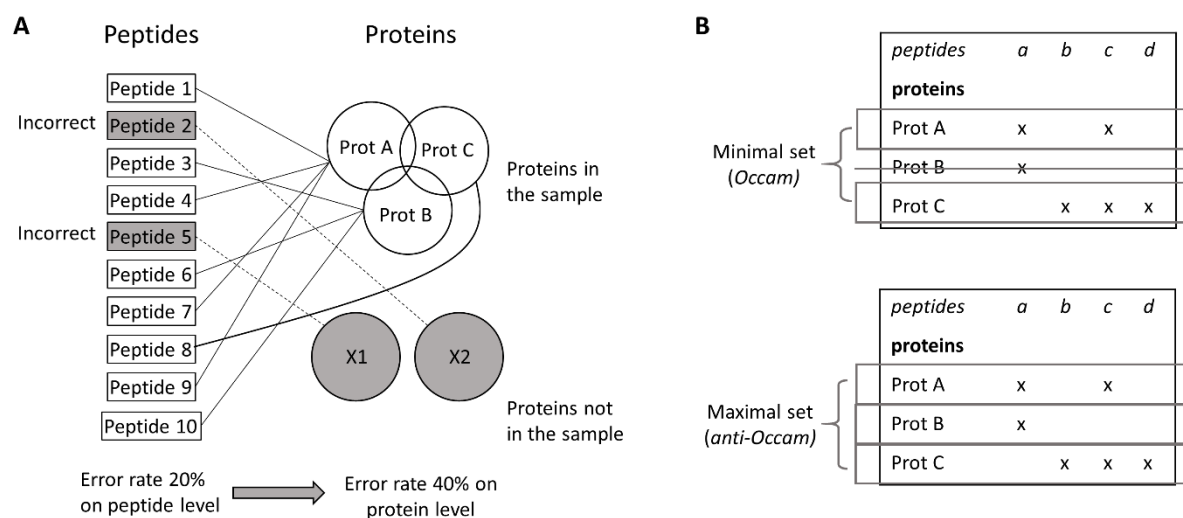 A
Peptides
Proteins
Peptide 1
Incorrect
Peptide 2
Peptide 3
Peptide 4
Incorrect
Peptide 5
Peptide 6
Peptide 7
Peptide 8
Peptide 9
Peptide 10
Prot A
Prot C
Prot B
Proteins in
the sample
X1
X2
Proteins not
in the sample
Error rate 20%
on peptide level
Error rate 40% on
protein level
B
peptides a b c d
proteins
Prot A x x
Prot B x
Prot C x x x
Minimal set
(Occam)
peptides a b c d
proteins
Prot A x x
Prot B x
Prot C x x x
Maximal set
(anti-Occam)